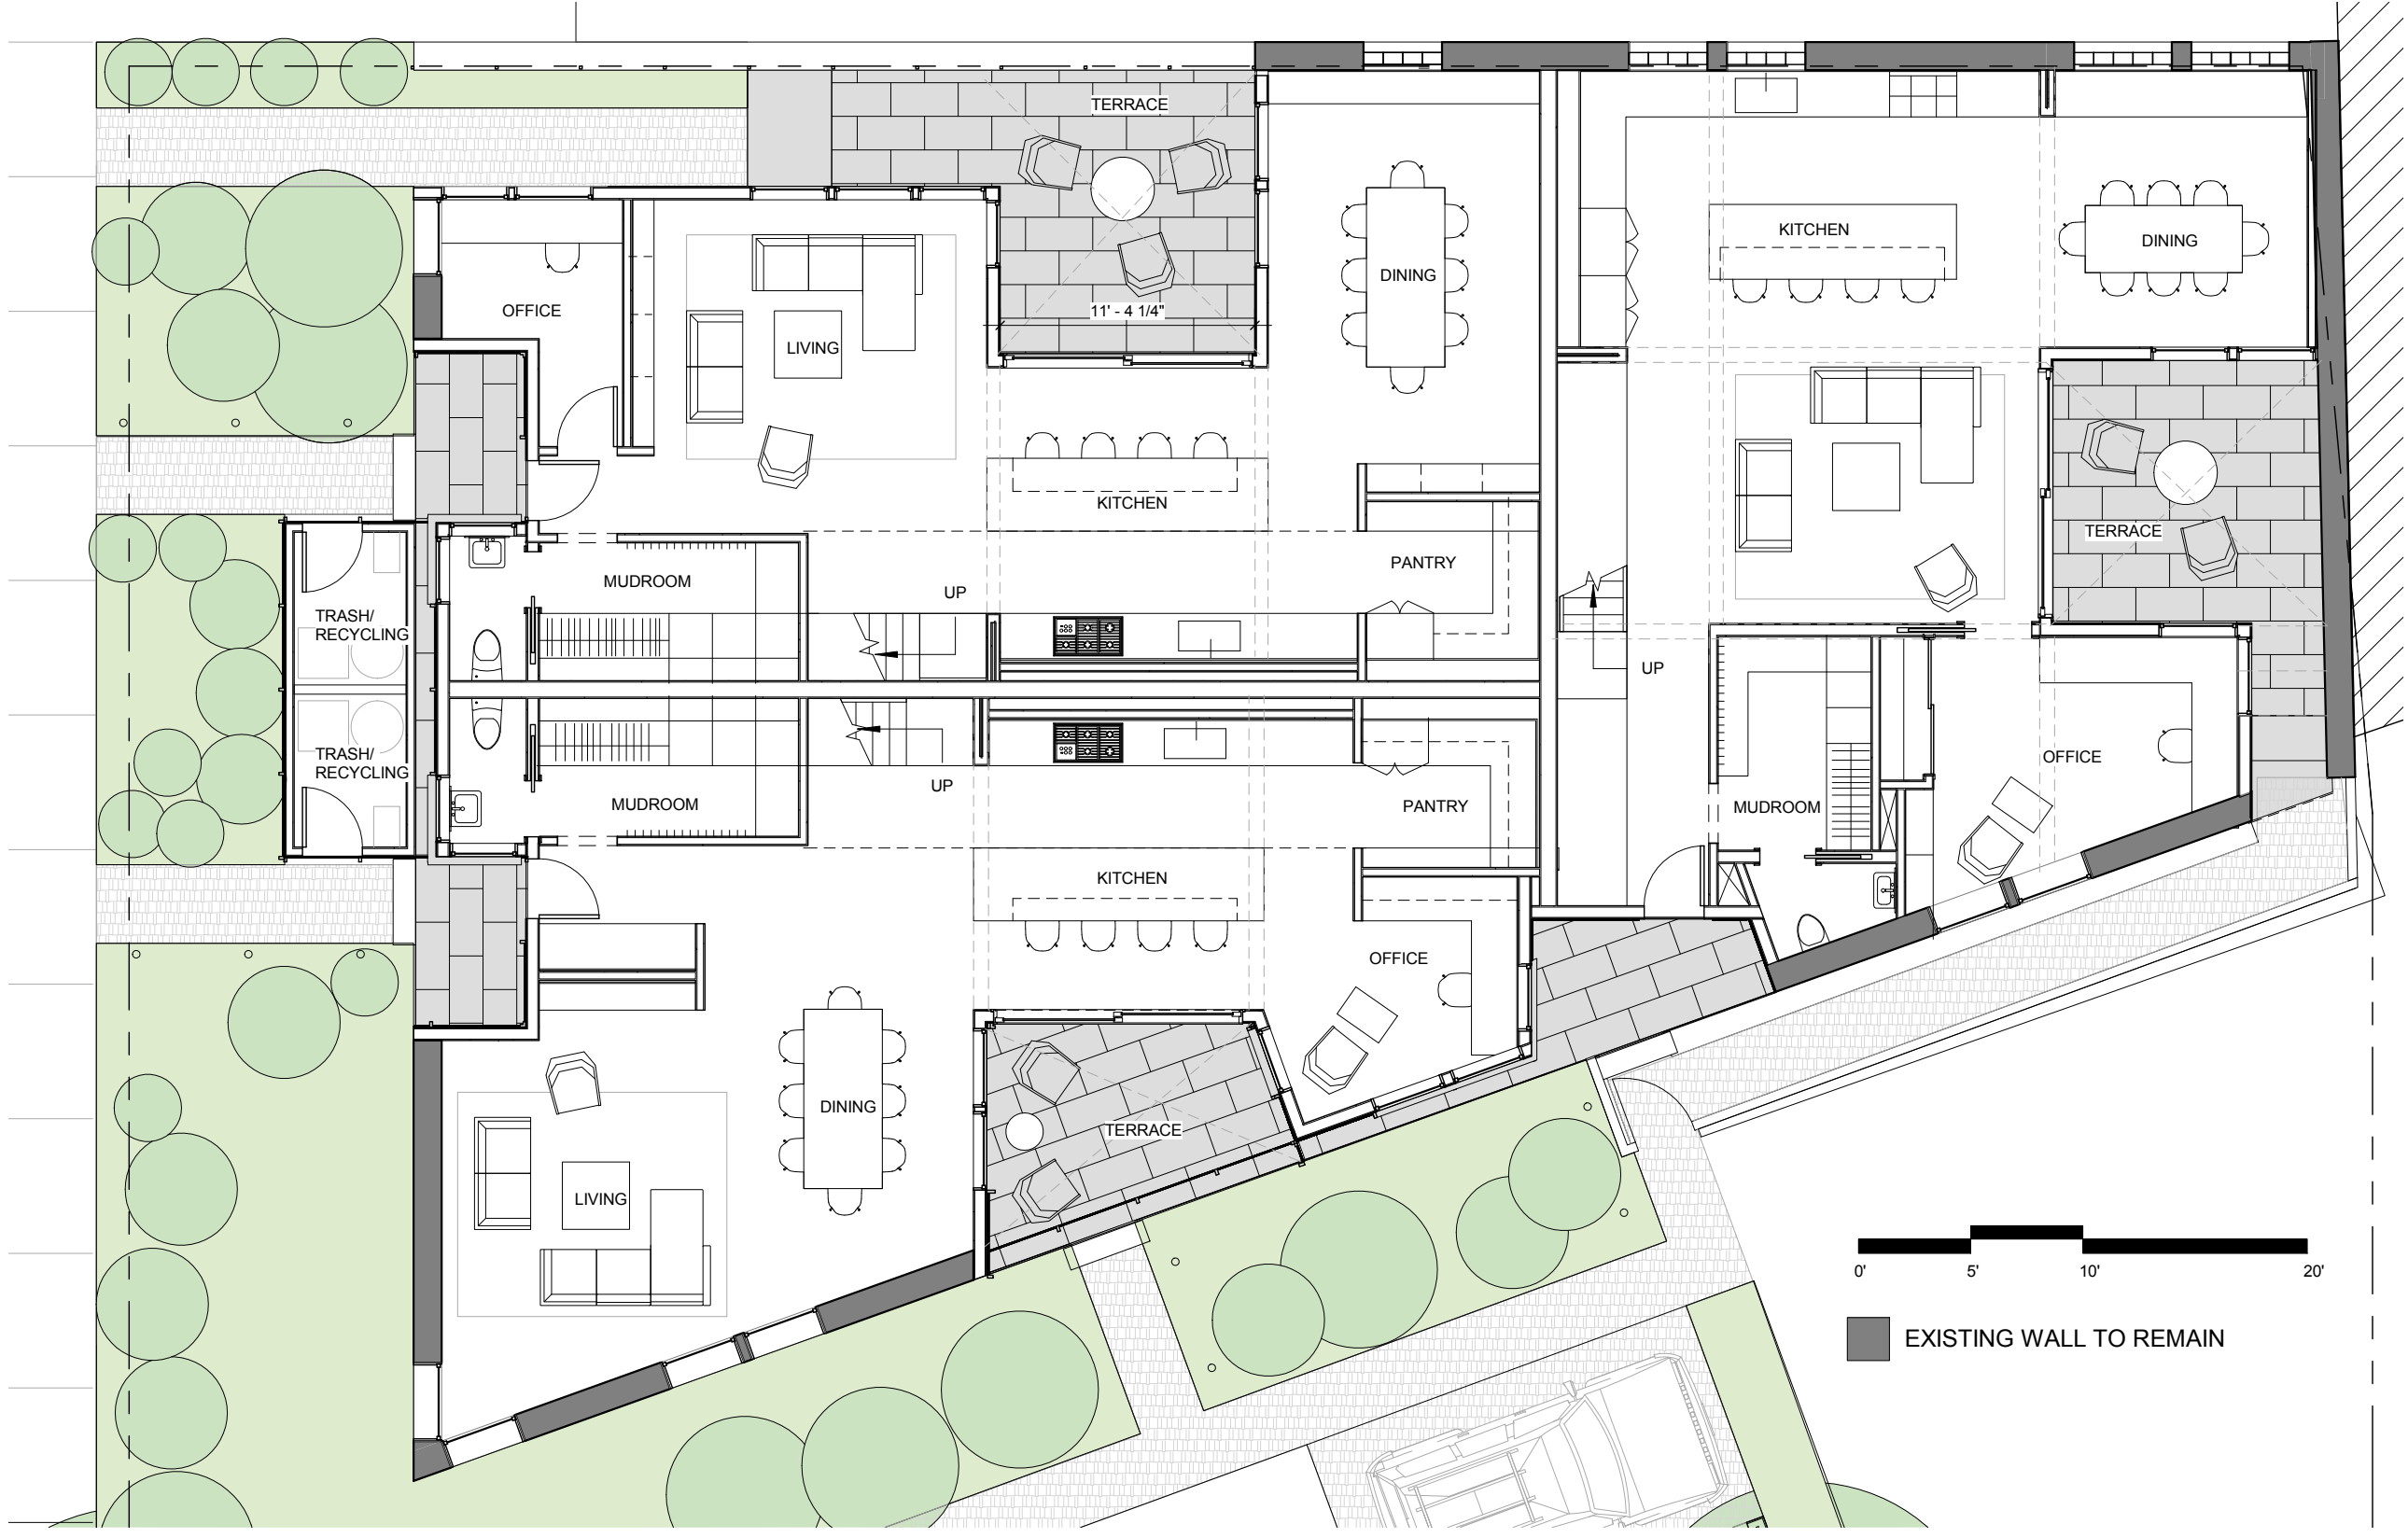 TERRACE
KITCHEN
DINING
DINING
OFFICE
11' - 4 1/4"
LIVING
KITCHEN
TERRACE
PANTRY
MUDROOM
UP
TRASH/
RECYCLING
UP
TRASH/
RECYCLING
OFFICE
UP
MUDROOM
PANTRY
MUDROOM
KITCHEN
OFFICE
DINING
TERRACE
LIVING
0' 5' 10' 20'
EXISTING WALL TO REMAIN